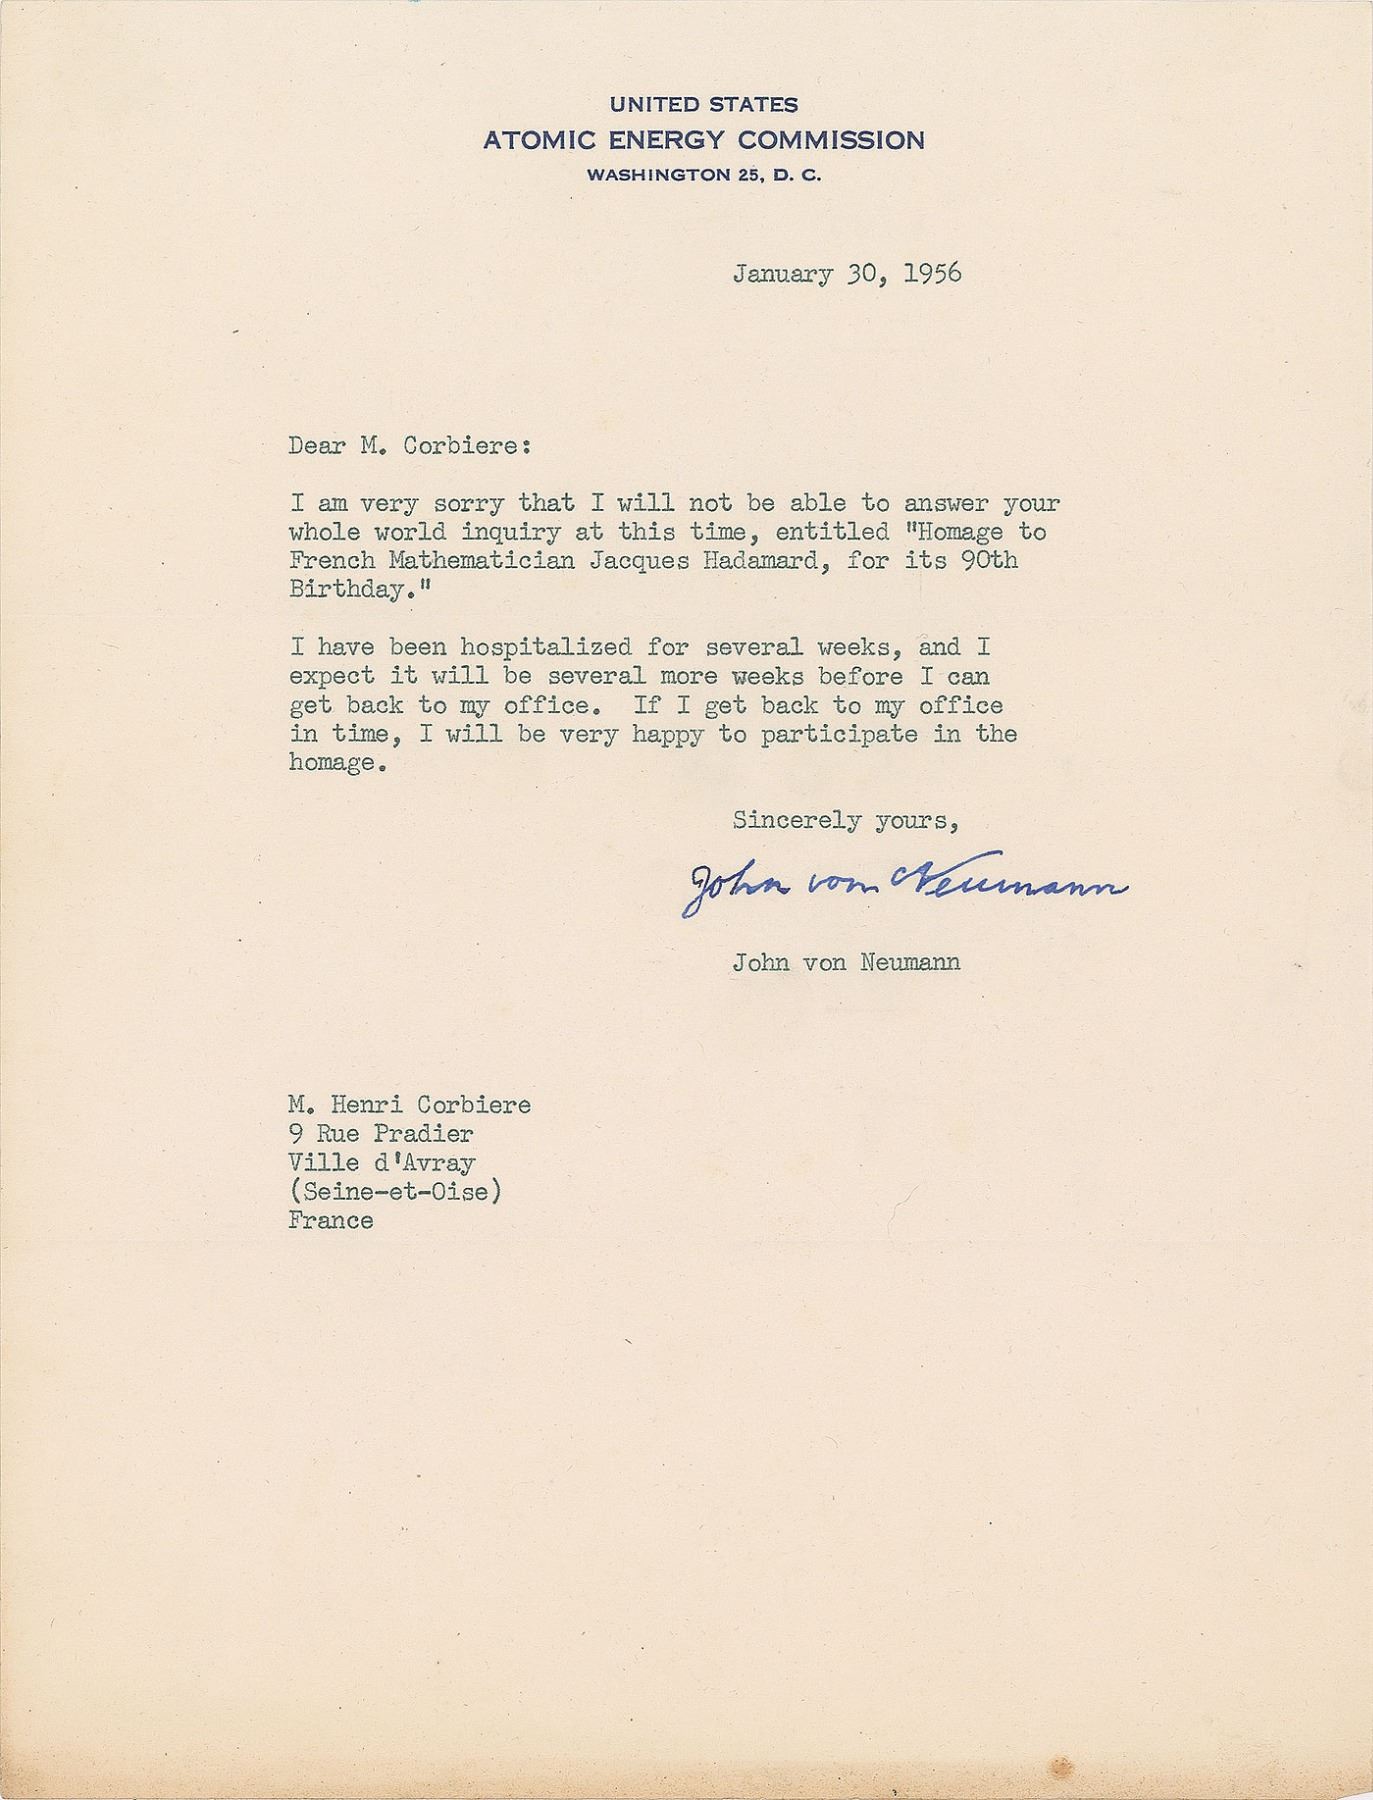 UNITED STATES
ATOMIC ENERGY COMMISSION
WASHINGTON 25, D. C.
January 30, 1956
Dear M. Corbiere:
I am very sorry that I will not be able to answer your
whole world inquiry at this time, entitled "Homage to
French Mathematician Jacques Hadamard, for its 90th
Birthday."
I have been hospitalized for several weeks, and I
expect it will be several more weeks before I can
get back to my office.  If I get back to my office
in time, I will be very happy to participate in the
homage.
Sincerely yours,
John von Neumann
John von Neumann
M. Henri Corbiere
9 Rue Pradier
Ville d'Avray
(Seine-et-Oise)
France